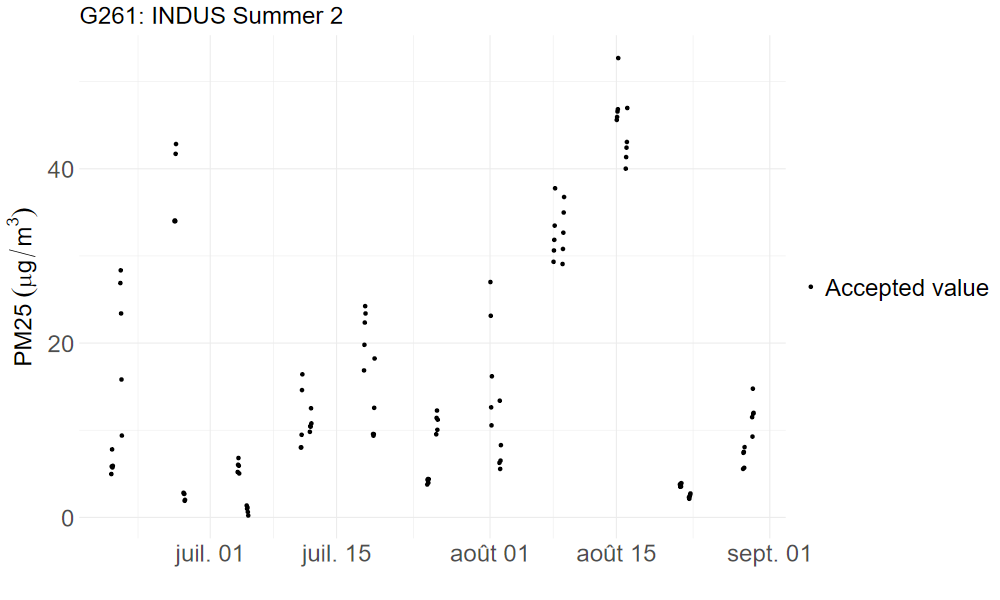 G261: INDUS Summer 2
PM25 (μg/m³)
40
20
0
juil. 01
juil. 15
août 01
août 15
sept. 01
Accepted value